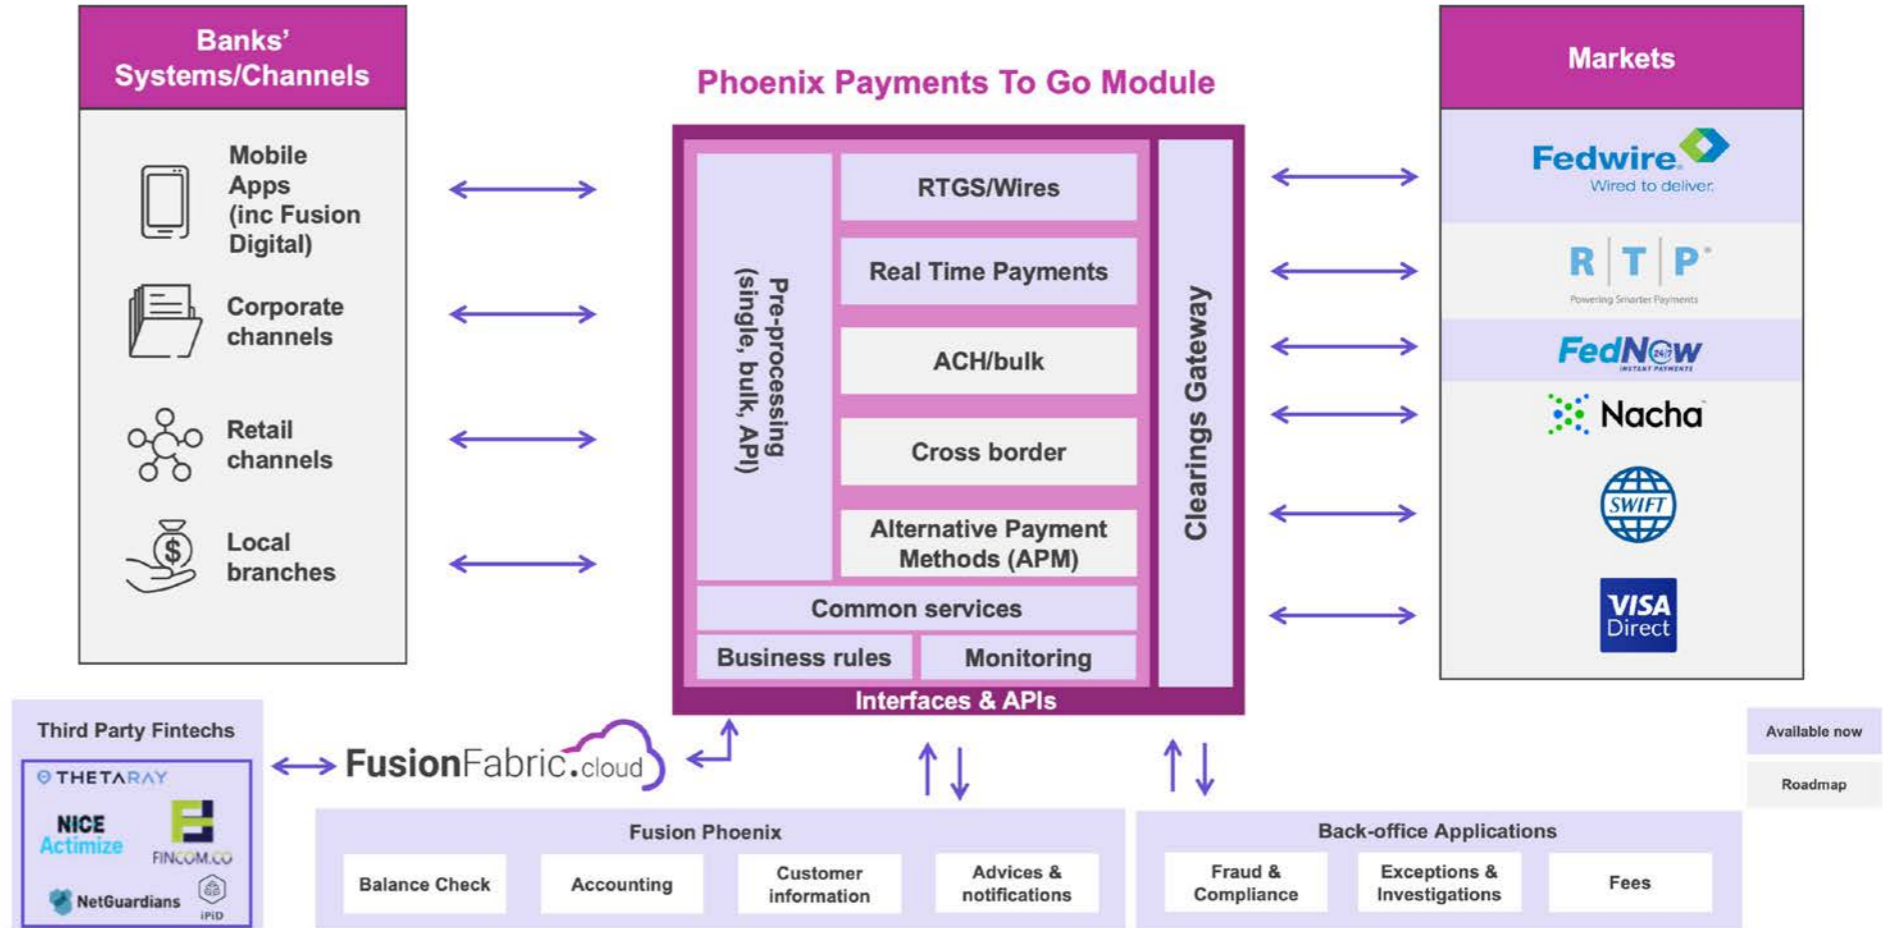 Banks'
Systems/Channels
Mobile
Apps
(inc Fusion
Digital)
Corporate
channels
Retail
channels
Local
branches
Phoenix Payments To Go Module
Pre-processing
(single, bulk, API)
RTGS/Wires
Real Time Payments
ACH/bulk
Cross border
Alternative Payment
Methods (APM)
Common services
Business rules
Monitoring
Interfaces & APIs
Clearings Gateway
Markets
Fedwire
Wired to deliver.
R T P
Powering Smarter Payments
FedNow
24/7
INSTANT PAYMENTS
Nacha
SWIFT
VISA
Direct
Third Party Fintechs
THETARAY
NICE
Actimize
FINCOM.CO
NetGuardians
iPiD
FusionFabric.cloud
Fusion Phoenix
Balance Check
Accounting
Customer
information
Advices &
notifications
Back-office Applications
Fraud &
Compliance
Exceptions &
Investigations
Fees
Available now
Roadmap